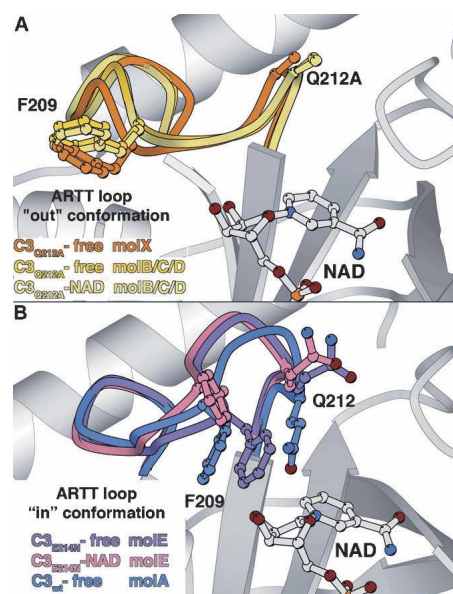 A
Q212A
F209
ARTT loop
"out" conformation
C3Q212A- free molX
C3Q212A- free molB/C/D
C3Q212A-NAD molB/C/D
NAD
B
Q212
F209
ARTT loop
“in” conformation
C3E214N- free molE
C3E214N-NAD molE
C3wt- free molA
NAD